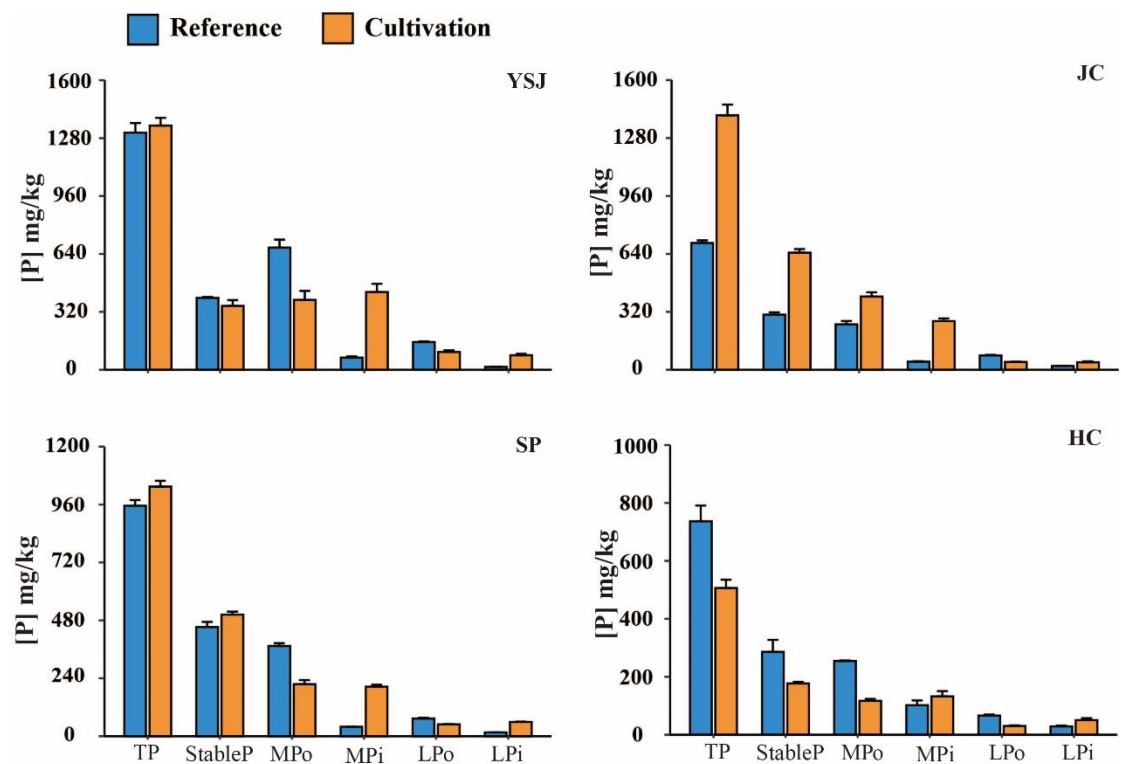 Reference Cultivation
YSJ
[P] mg/kg
1600
1280
960
640
320
0
JC
[P] mg/kg
1600
1280
960
640
320
0
SP
[P] mg/kg
1200
960
720
480
240
0
TP StableP MPo MPi LPo LPi
HC
[P] mg/kg
1000
800
600
400
200
0
TP StableP MPo MPi LPo LPi